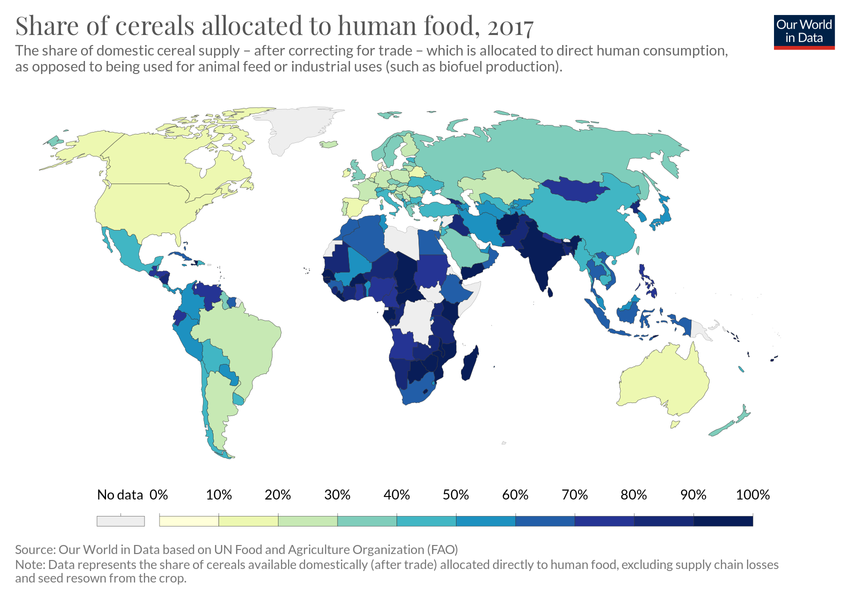 Share of cereals allocated to human food, 2017
Our World
in Data
The share of domestic cereal supply – after correcting for trade – which is allocated to direct human consumption,
as opposed to being used for animal feed or industrial uses (such as biofuel production).
No data 0% 10% 20% 30% 40% 50% 60% 70% 80% 90% 100%
Source: Our World in Data based on UN Food and Agriculture Organization (FAO)
Note: Data represents the share of cereals available domestically (after trade) allocated directly to human food, excluding supply chain losses
and seed resown from the crop.